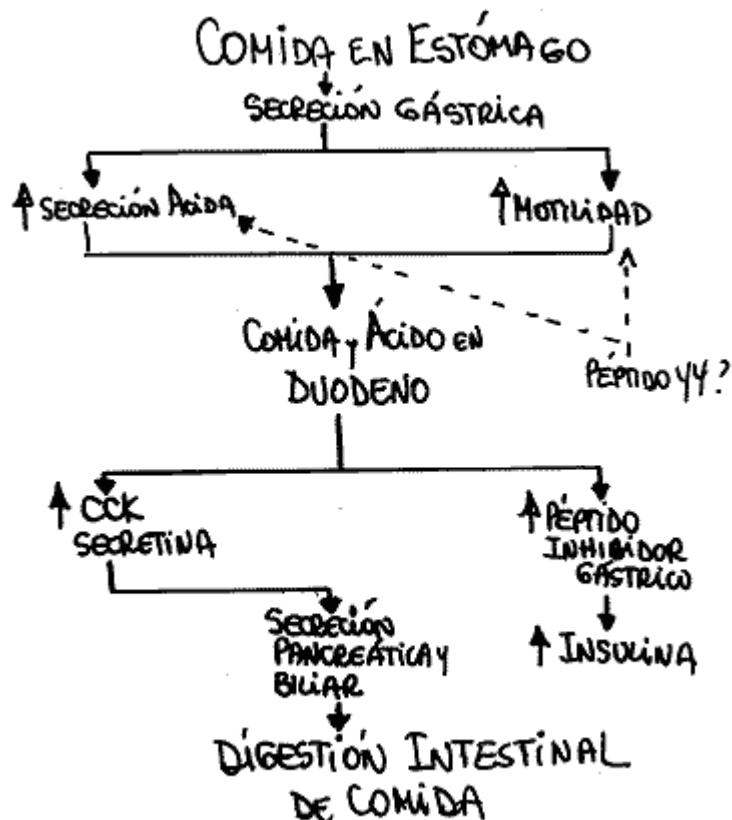 COMIDA EN ESTÓMAGO
SECRECIÓN GÁSTRICA
↑ SECRECIÓN ÁCIDA
↑ MOTILIDAD
COMIDA Y ÁCIDO EN
DUODENO
PÉPTIDO YY?
↑ CCK
SECRETINA
↑ PÉPTIDO
INHIBIDOR
GÁSTRICO
SECRECIÓN
PANCREÁTICA Y
BILIAR
↑ INSULINA
DIGESTIÓN INTESTINAL
DE COMIDA